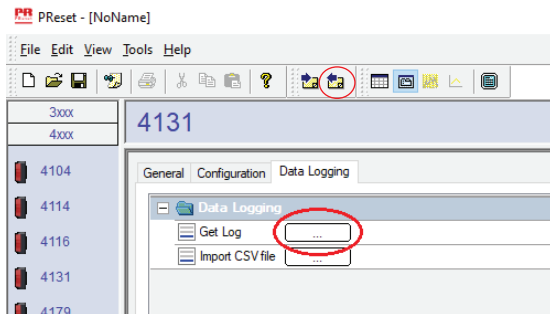 PR PReset - [NoName]
File Edit View Tools Help
3xxx
4xxx
4131
4104
4114
4116
4131
4179
General Configuration Data Logging
Data Logging
Get Log ...
Import CSV file ...